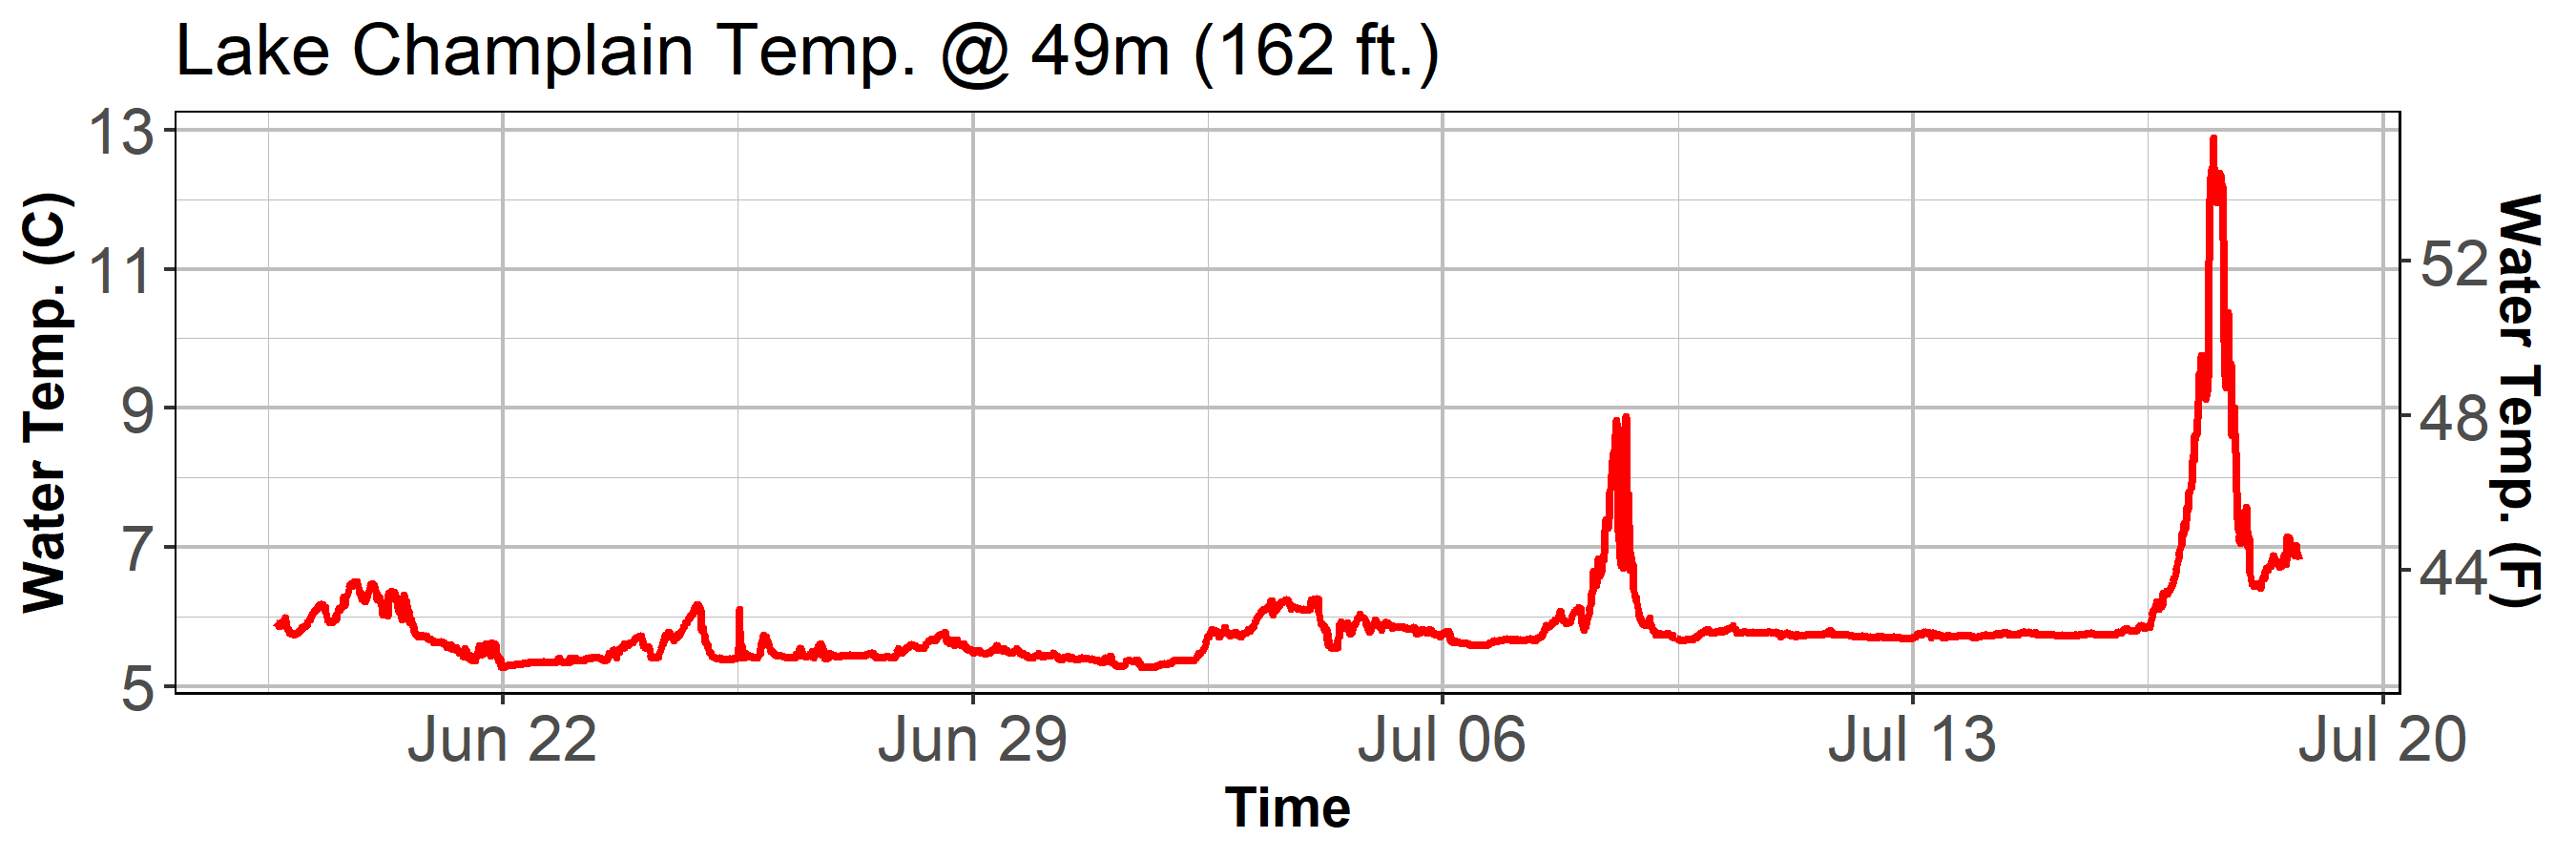 Lake Champlain Temp. @ 49m (162 ft.)
Water Temp. (C)
13
11
9
7
5
52
48
44
Water Temp. (F)
Jun 22
Jun 29
Jul 06
Jul 13
Jul 20
Time